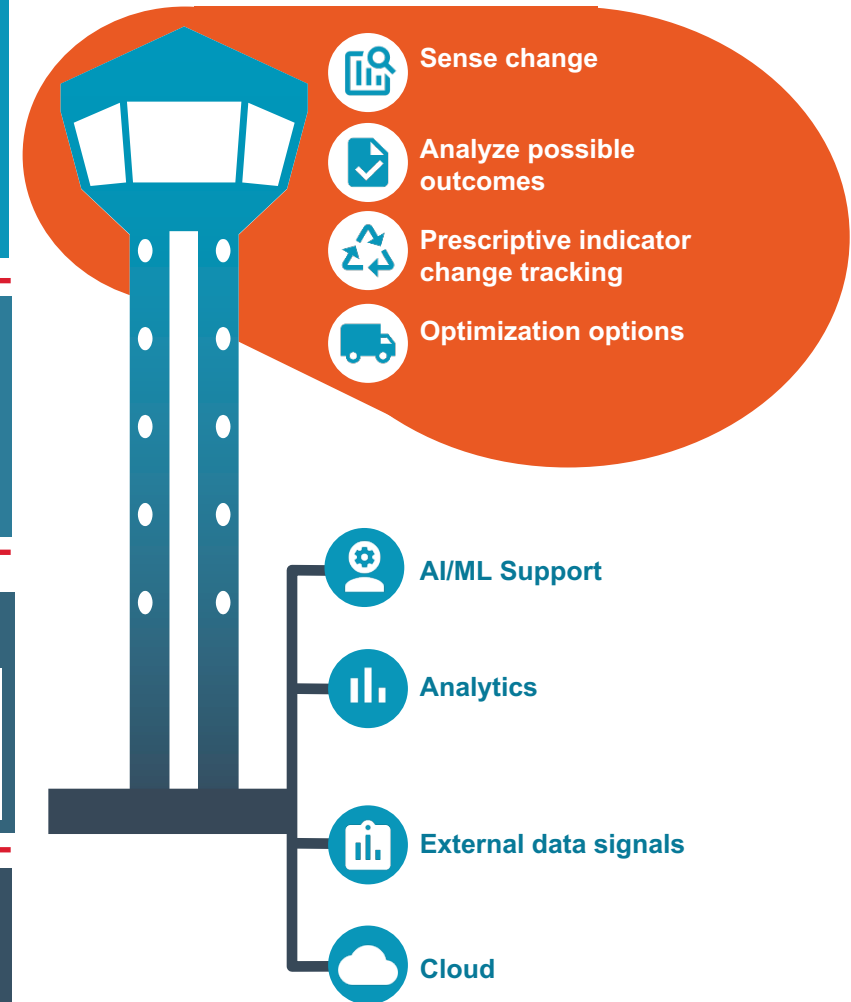 Sense change
Analyze possible
outcomes
Prescriptive indicator
change tracking
Optimization options
AI/ML Support
Analytics
External data signals
Cloud